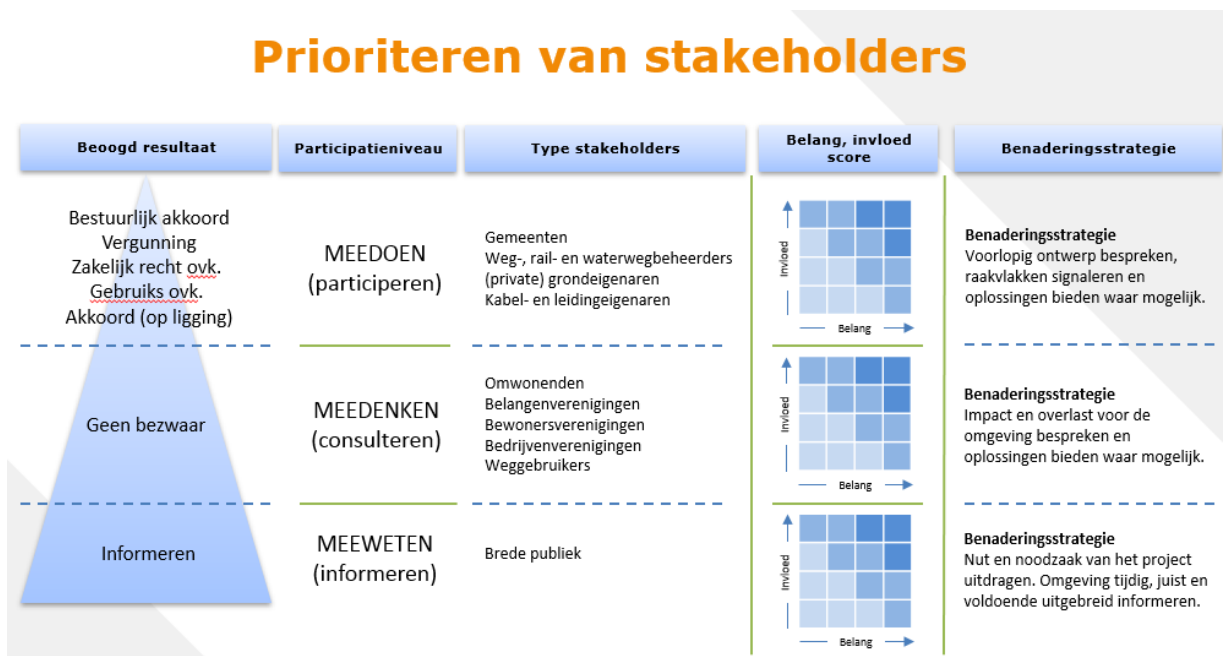 Prioriteren van stakeholders
Beoogd resultaat
Participatieniveau
Type stakeholders
Belang, invloed
score
Benaderingsstrategie
Bestuurlijk akkoord
Vergunning
Zakelijk recht ovk.
Gebruiks ovk.
Akkoord (op ligging)
MEEDOEN
(participeren)
Gemeenten
Weg-, rail- en waterwegbeheerders
(private) grondeigenaren
Kabel- en leidingeigenaren
Invloed
Belang
Benaderingsstrategie
Voorlopig ontwerp bespreken,
raakvlakken signaleren en
oplossingen bieden waar mogelijk.
Geen bezwaar
MEEDENKEN
(consulteren)
Omwonenden
Belangenverenigingen
Bewonersverenigingen
Bedrijvenverenigingen
Weggebruikers
Invloed
Belang
Benaderingsstrategie
Impact en overlast voor de
omgeving bespreken en
oplossingen bieden waar mogelijk.
Informeren
MEEWETEN
(informeren)
Brede publiek
Invloed
Belang
Benaderingsstrategie
Nut en noodzaak van het project
uitdragen. Omgeving tijdig, juist en
voldoende uitgebreid informeren.